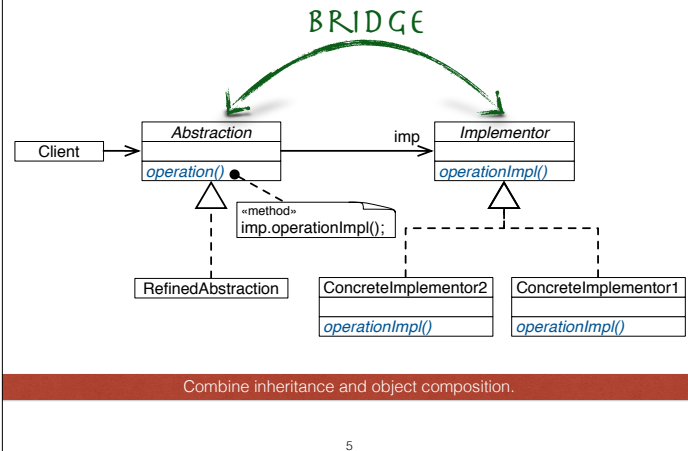 BRIDGE
Abstraction
imp
Implementor
Client
operation()
operationImpl()
«method»
imp.operationImpl();
RefinedAbstraction
ConcreteImplementor2
ConcreteImplementor1
operationImpl()
operationImpl()
Combine inheritance and object composition.
5